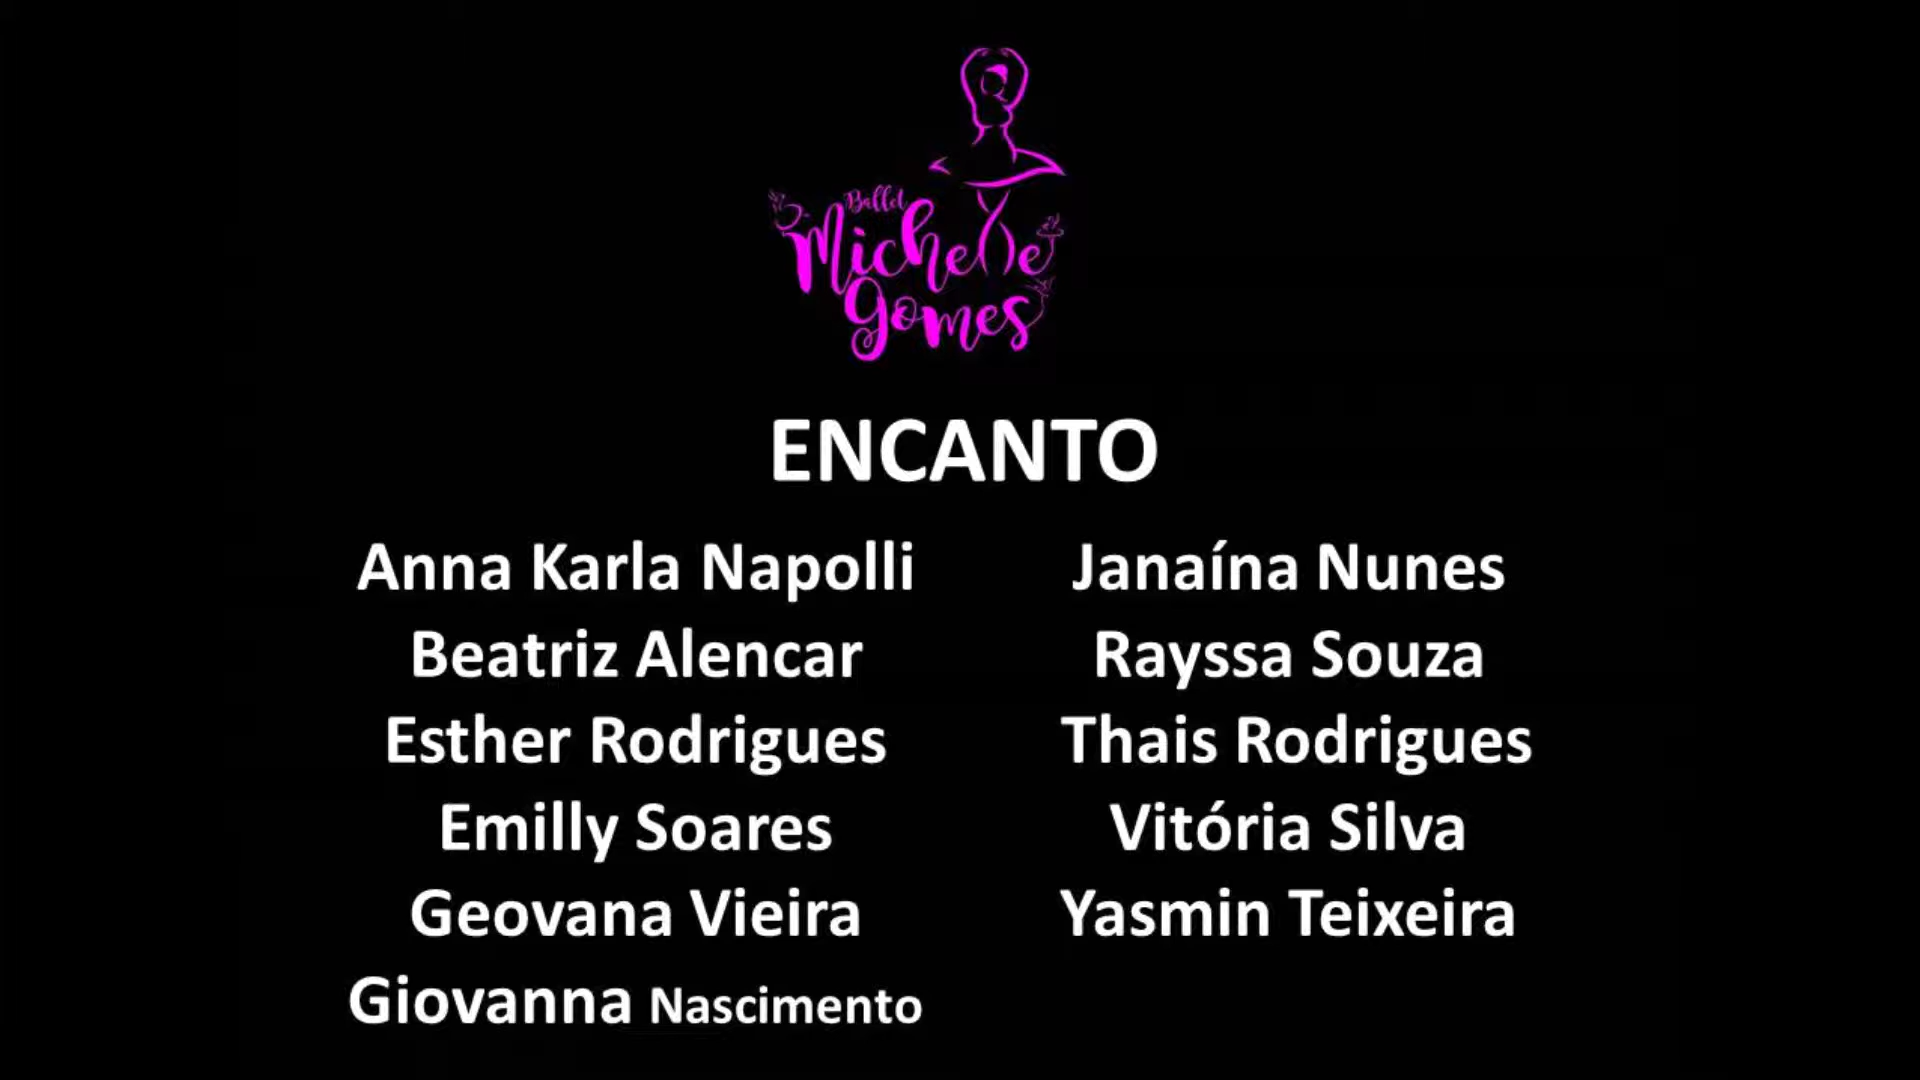 Ballet
Michelle
Gomes
ENCANTO
Anna Karla Napolli
Beatriz Alencar
Esther Rodrigues
Emilly Soares
Geovana Vieira
Giovanna Nascimento
Janaína Nunes
Rayssa Souza
Thais Rodrigues
Vitória Silva
Yasmin Teixeira